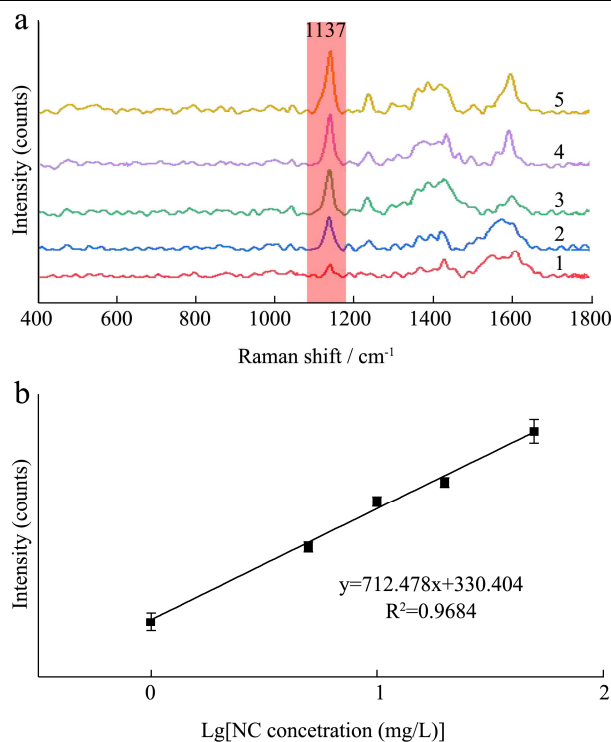 a
1137
Intensity (counts)
5
4
3
2
1
400 600 800 1000 1200 1400 1600 1800
Raman shift / cm⁻¹
b
Intensity (counts)
y=712.478x+330.404
R²=0.9684
0 1 2
Lg[NC concetration (mg/L)]